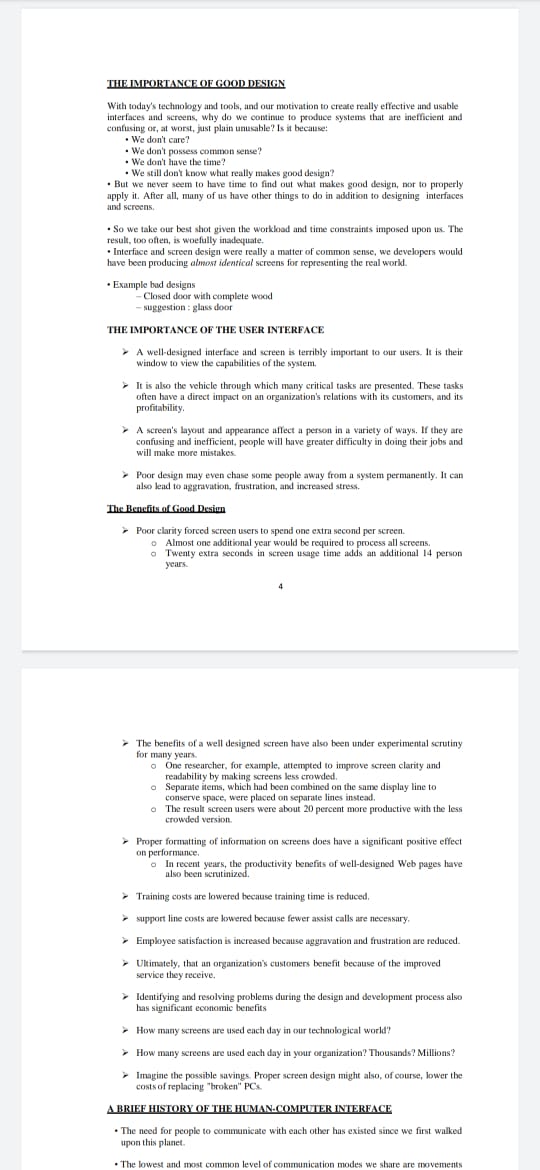 THE IMPORTANCE OF GOOD DESIGN
With today's technology and tools, and our motivation to create really effective and usable
interfaces and screens, why do we continue to produce systems that are inefficient and
confusing or, at worst, just plain unusable? Is it because:
• We don't care?
• We don't possess common sense?
• We don't have the time?
• We still don't know what really makes good design?
• But we never seem to have time to find out what makes good design, nor to properly
apply it. After all, many of us have other things to do in addition to designing interfaces
and screens.
• So we take our best shot given the workload and time constraints imposed upon us. The
result, too often, is woefully inadequate.
• Interface and screen design were really a matter of common sense, we developers would
have been producing almost identical screens for representing the real world.
• Example bad designs
– Closed door with complete wood
– suggestion : glass door
THE IMPORTANCE OF THE USER INTERFACE
➢ A well-designed interface and screen is terribly important to our users. It is their
window to view the capabilities of the system.
➢ It is also the vehicle through which many critical tasks are presented. These tasks
often have a direct impact on an organization's relations with its customers, and its
profitability.
➢ A screen's layout and appearance affect a person in a variety of ways. If they are
confusing and inefficient, people will have greater difficulty in doing their jobs and
will make more mistakes.
➢ Poor design may even chase some people away from a system permanently. It can
also lead to aggravation, frustration, and increased stress.
The Benefits of Good Design
➢ Poor clarity forced screen users to spend one extra second per screen.
o Almost one additional year would be required to process all screens.
o Twenty extra seconds in screen usage time adds an additional 14 person
years.
4
➢ The benefits of a well designed screen have also been under experimental scrutiny
for many years.
o One researcher, for example, attempted to improve screen clarity and
readability by making screens less crowded.
o Separate items, which had been combined on the same display line to
conserve space, were placed on separate lines instead.
o The result screen users were about 20 percent more productive with the less
crowded version.
➢ Proper formatting of information on screens does have a significant positive effect
on performance.
o In recent years, the productivity benefits of well-designed Web pages have
also been scrutinized.
➢ Training costs are lowered because training time is reduced.
➢ support line costs are lowered because fewer assist calls are necessary.
➢ Employee satisfaction is increased because aggravation and frustration are reduced.
➢ Ultimately, that an organization's customers benefit because of the improved
service they receive.
➢ Identifying and resolving problems during the design and development process also
has significant economic benefits
➢ How many screens are used each day in our technological world?
➢ How many screens are used each day in your organization? Thousands? Millions?
➢ Imagine the possible savings. Proper screen design might also, of course, lower the
costs of replacing "broken" PCs.
A BRIEF HISTORY OF THE HUMAN-COMPUTER INTERFACE
• The need for people to communicate with each other has existed since we first walked
upon this planet.
• The lowest and most common level of communication modes we share are movements